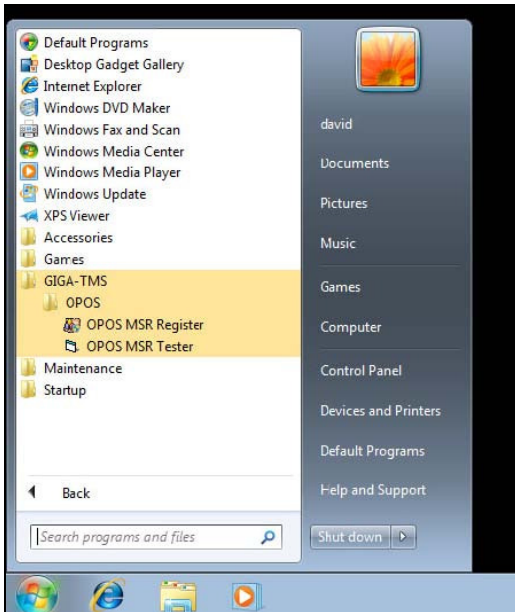 Default Programs
Desktop Gadget Gallery
Internet Explorer
Windows DVD Maker
Windows Fax and Scan
Windows Media Center
Windows Media Player
Windows Update
XPS Viewer
Accessories
Games
GIGA-TMS
OPOS
OPOS MSR Register
OPOS MSR Tester
Maintenance
Startup
Back
Search programs and files
david
Documents
Pictures
Music
Games
Computer
Control Panel
Devices and Printers
Default Programs
Help and Support
Shut down